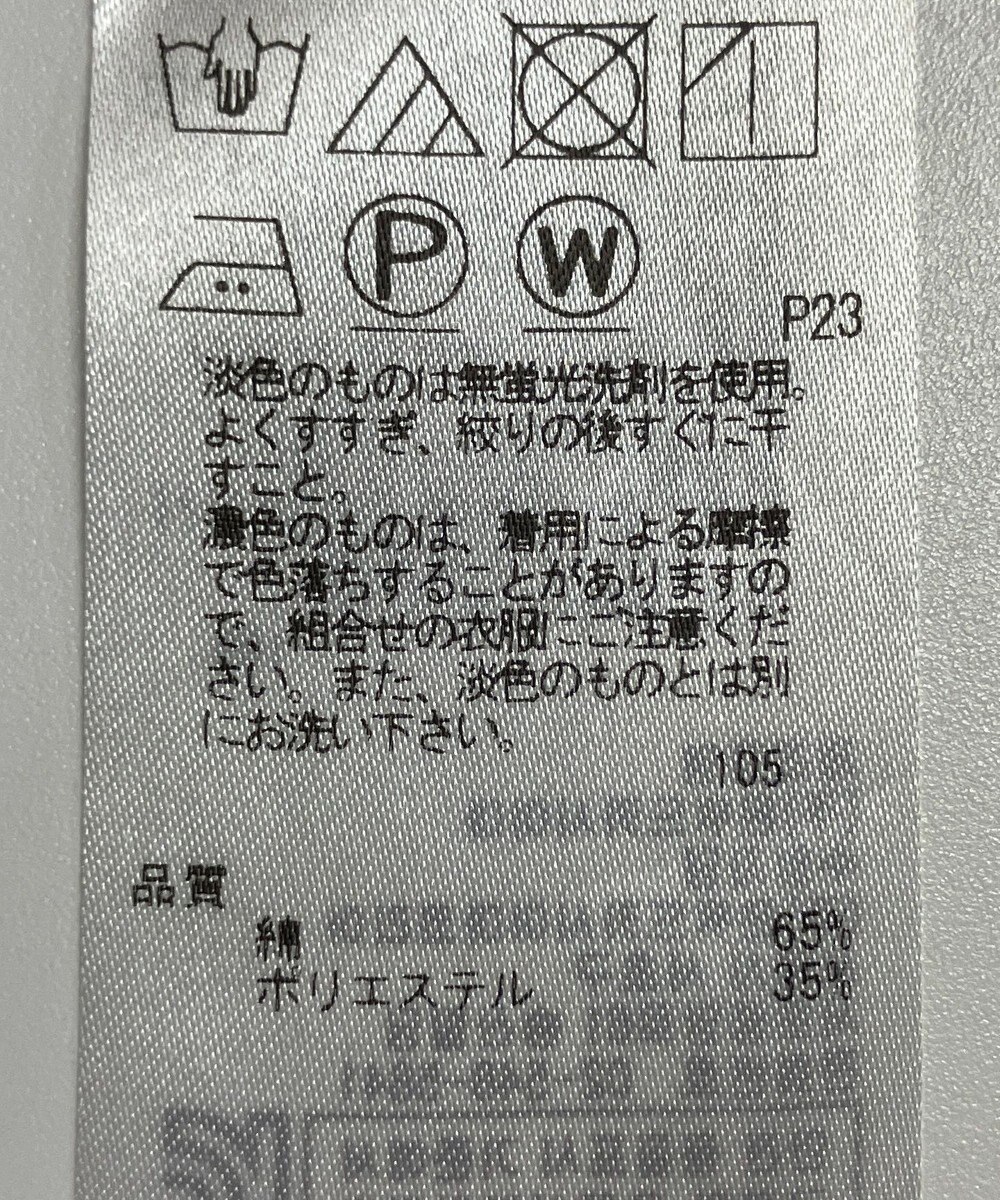 P W
P23
淡色のものは無蛍光洗剤を使用。
よくすすぎ、絞りの後すぐに干
すこと。
濃色のものは、着用による摩擦
で色落ちすることがありますの
で、組合せの衣服にご注意くだ
さい。また、淡色のものとは別
にお洗い下さい。
105
品質
綿 65%
ポリエステル 35%